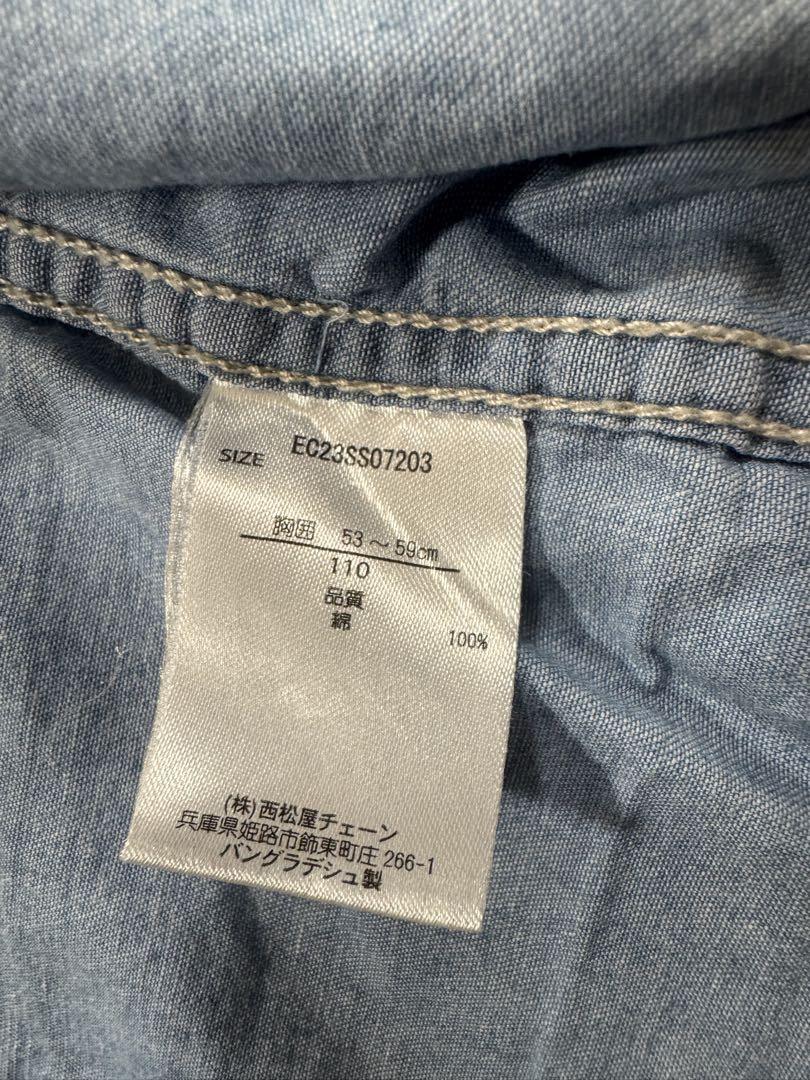 SIZE EC23SS07203
胸囲 53～59cm
110
品質
綿 100%
(株)西松屋チェーン
兵庫県姫路市飾東町庄 266-1
バングラデシュ製